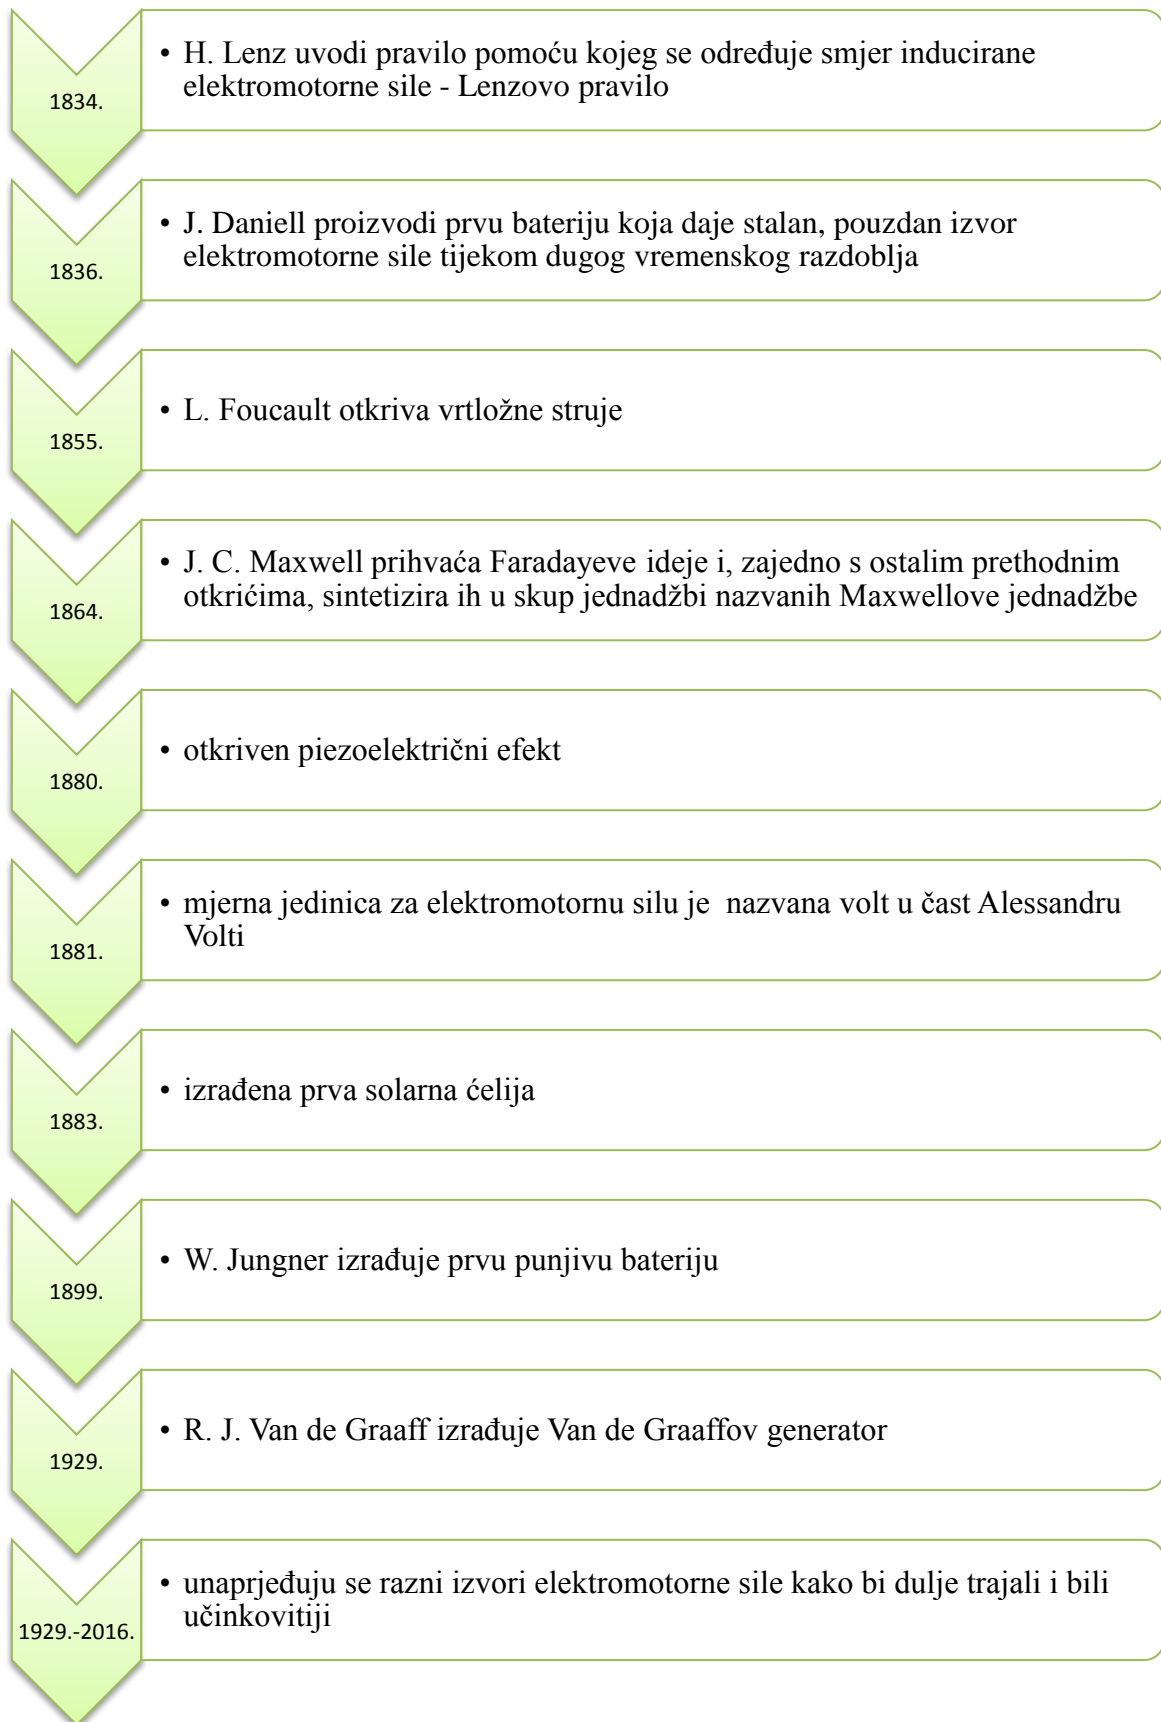 1834.
• H. Lenz uvodi pravilo pomoću kojeg se određuje smjer inducirane
elektromotorne sile - Lenzovo pravilo
1836.
• J. Daniell proizvodi prvu bateriju koja daje stalan, pouzdan izvor
elektromotorne sile tijekom dugog vremenskog razdoblja
1855.
• L. Foucault otkriva vrtložne struje
1864.
• J. C. Maxwell prihvaća Faradayeve ideje i, zajedno s ostalim prethodnim
otkrićima, sintetizira ih u skup jednadžbi nazvanih Maxwellove jednadžbe
1880.
• otkriven piezoelektrični efekt
1881.
• mjerna jedinica za elektromotornu silu je  nazvana volt u čast Alessandru
Volti
1883.
• izrađena prva solarna ćelija
1899.
• W. Jungner izrađuje prvu punjivu bateriju
1929.
• R. J. Van de Graaff izrađuje Van de Graaffov generator
1929.-2016.
• unaprjeđuju se razni izvori elektromotorne sile kako bi dulje trajali i bili
učinkovitiji